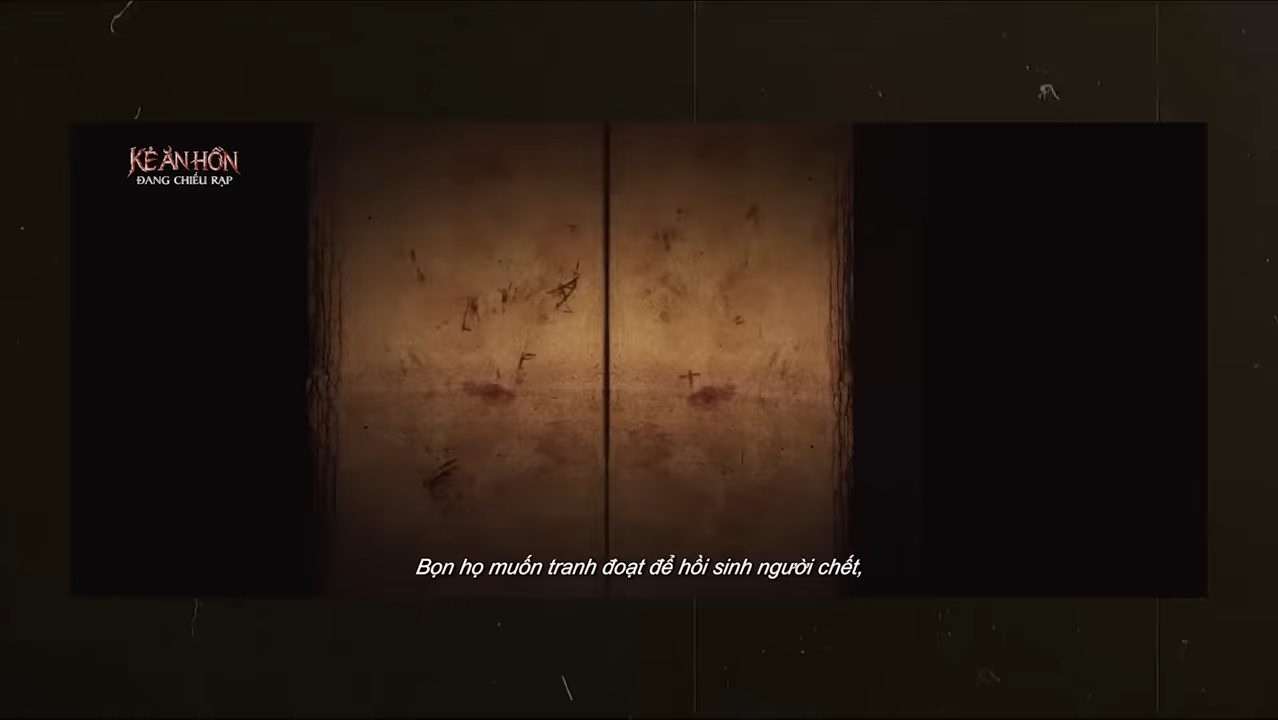 KẺ ĂN HỒN
ĐANG CHIẾU RẠP
Bọn họ muốn tranh đoạt để hồi sinh người chết,